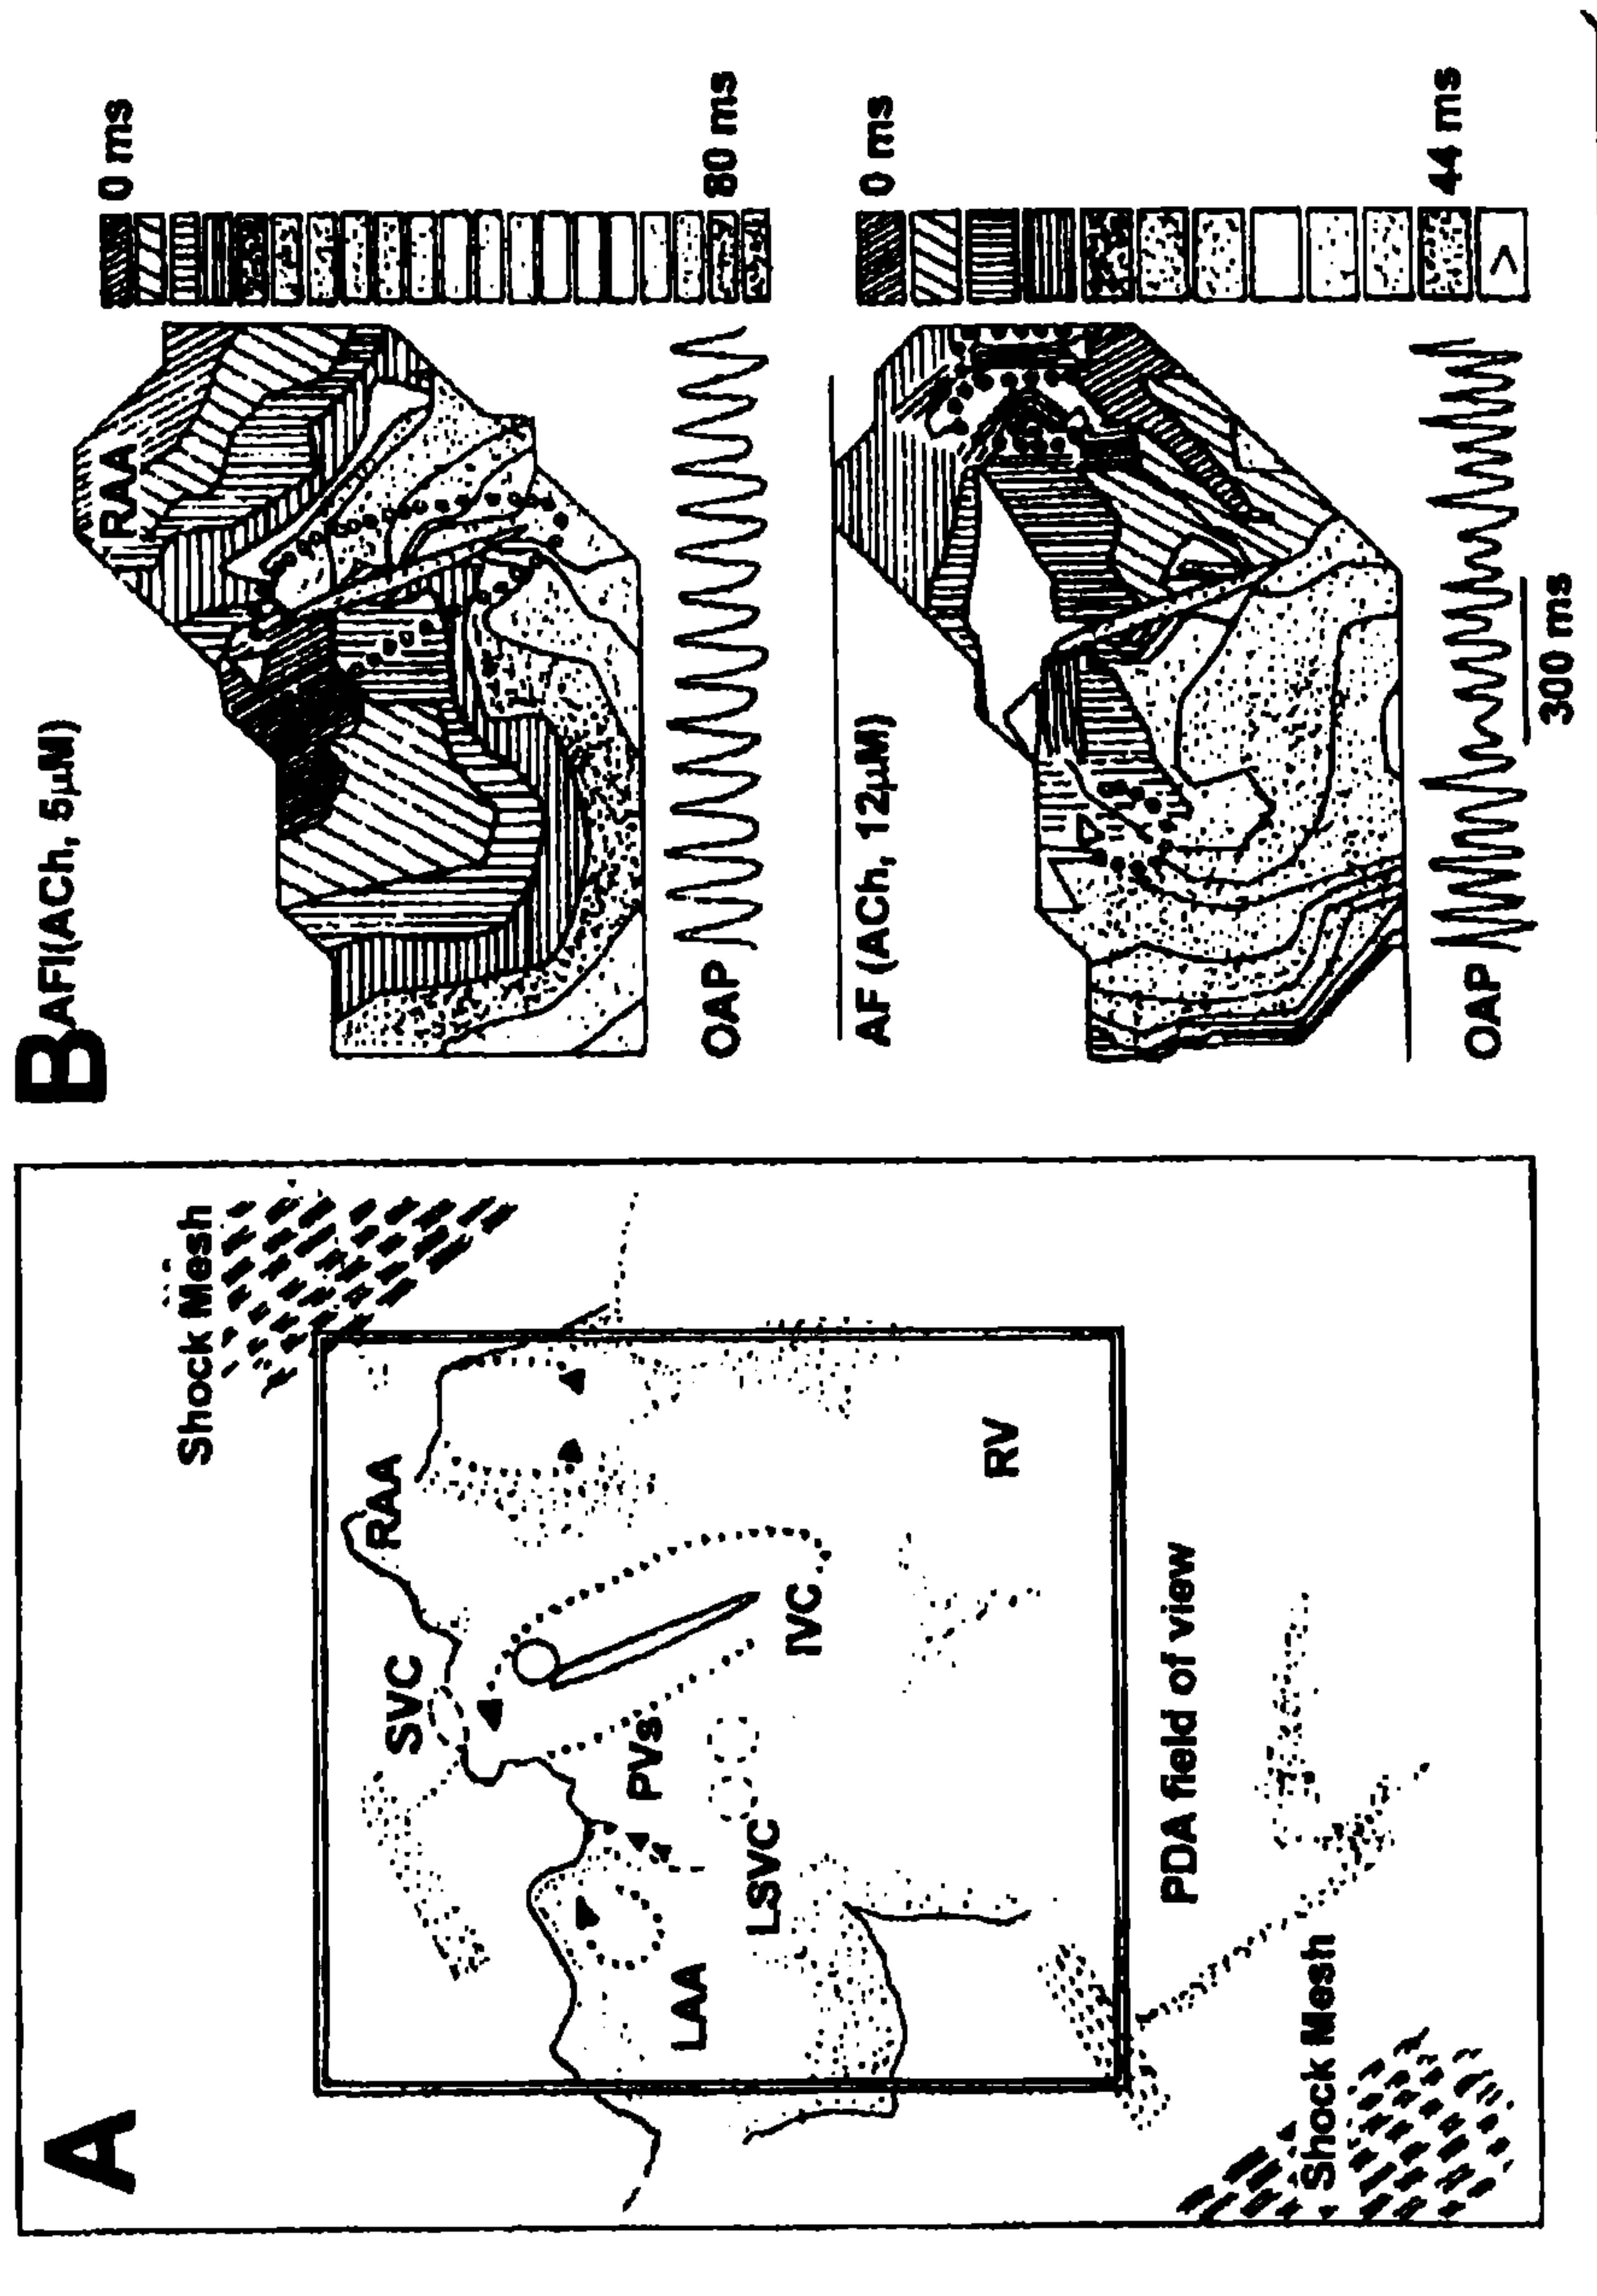 A
Shock Mesh
RAA
SVC
PVs
LAA
LSVC
IVC
RV
PDA field of view
Shock Mesh
B
AFl(ACh, 5μM)
RAA
0 ms
80 ms
OAP
AF (ACh, 12μM)
0 ms
44 ms
OAP
300 ms